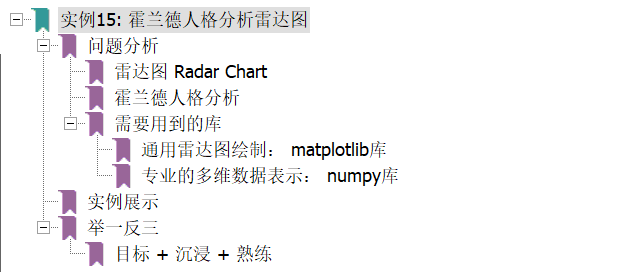 实例15: 霍兰德人格分析雷达图
问题分析
雷达图 Radar Chart
霍兰德人格分析
需要用到的库
通用雷达图绘制： matplotlib库
专业的多维数据表示： numpy库
实例展示
举一反三
目标 + 沉浸 + 熟练